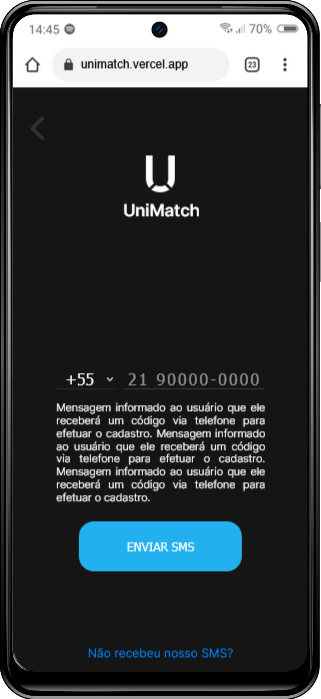 14:45 70%
unimatch.vercel.app 23
U
UniMatch
+55 21 90000-0000
Mensagem informado ao usuário que ele
receberá um código via telefone para
efetuar o cadastro. Mensagem informado
ao usuário que ele receberá um código
via telefone para efetuar o cadastro.
Mensagem informado ao usuário que ele
receberá um código via telefone para
efetuar o cadastro.
ENVIAR SMS
Não recebeu nosso SMS?